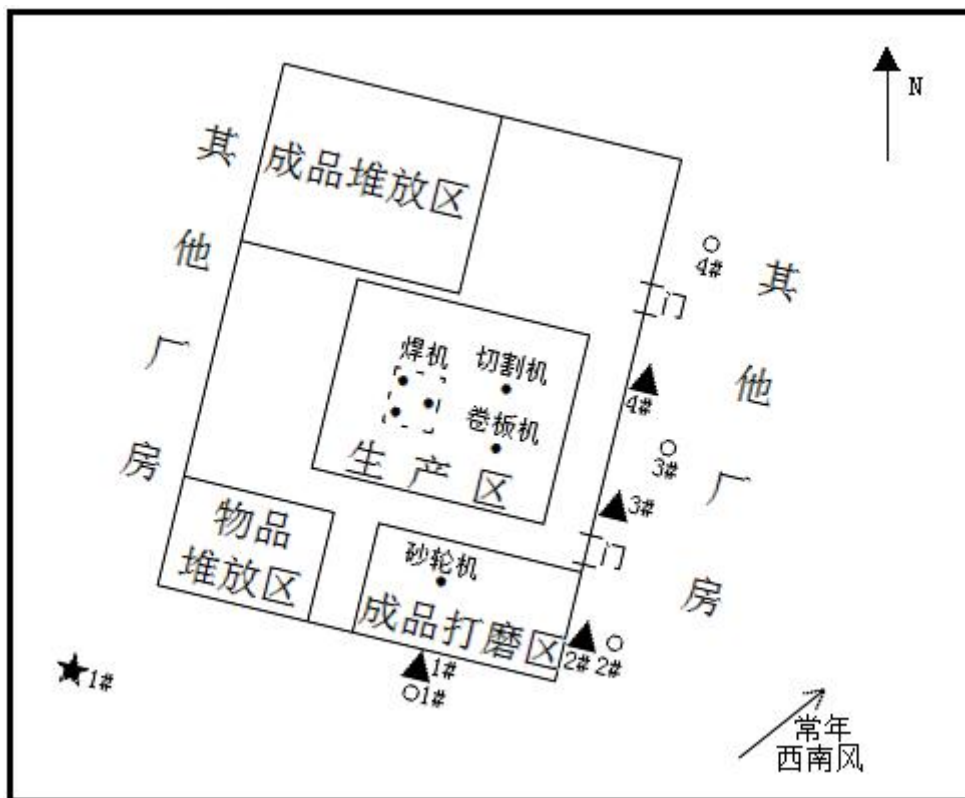 N
其他厂房
成品堆放区
4#
其他厂房
门
焊机
切割机
4#
卷板机
3#
生产区
3#
物品
堆放区
门
砂轮机
成品打磨区
2#
2#
1#
1#
1#
常年
西南风